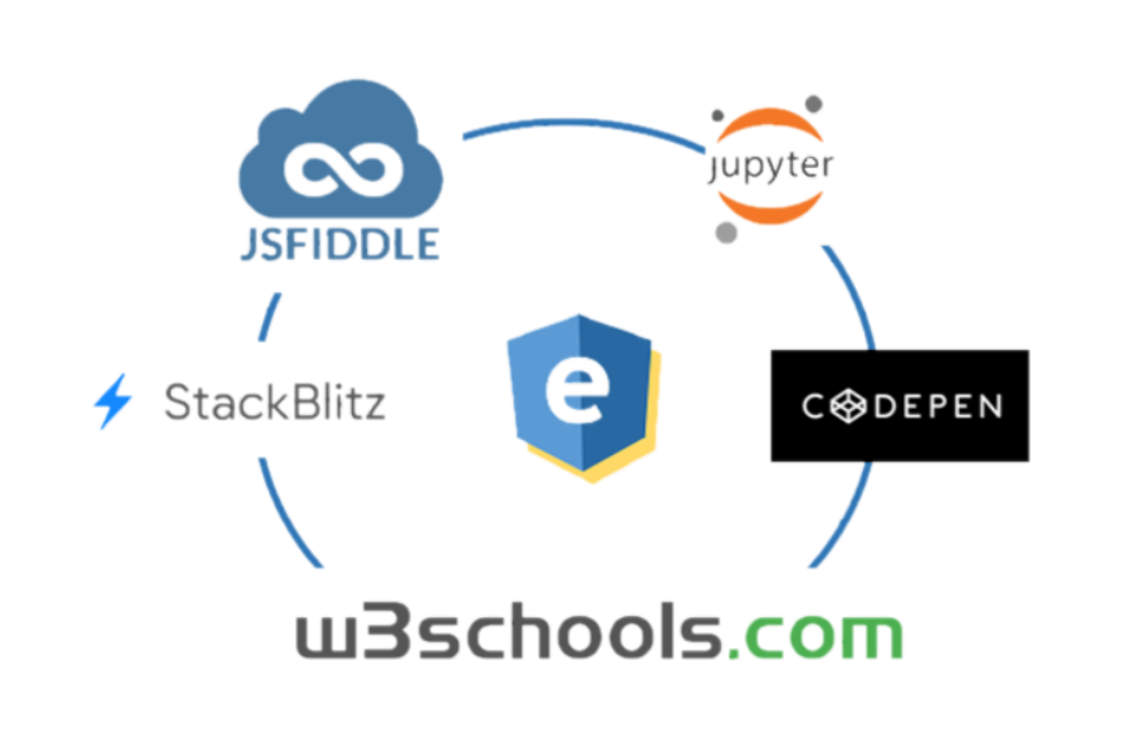 JSFIDDLE
jupyter
StackBlitz
e
CODEPEN
w3schools.com